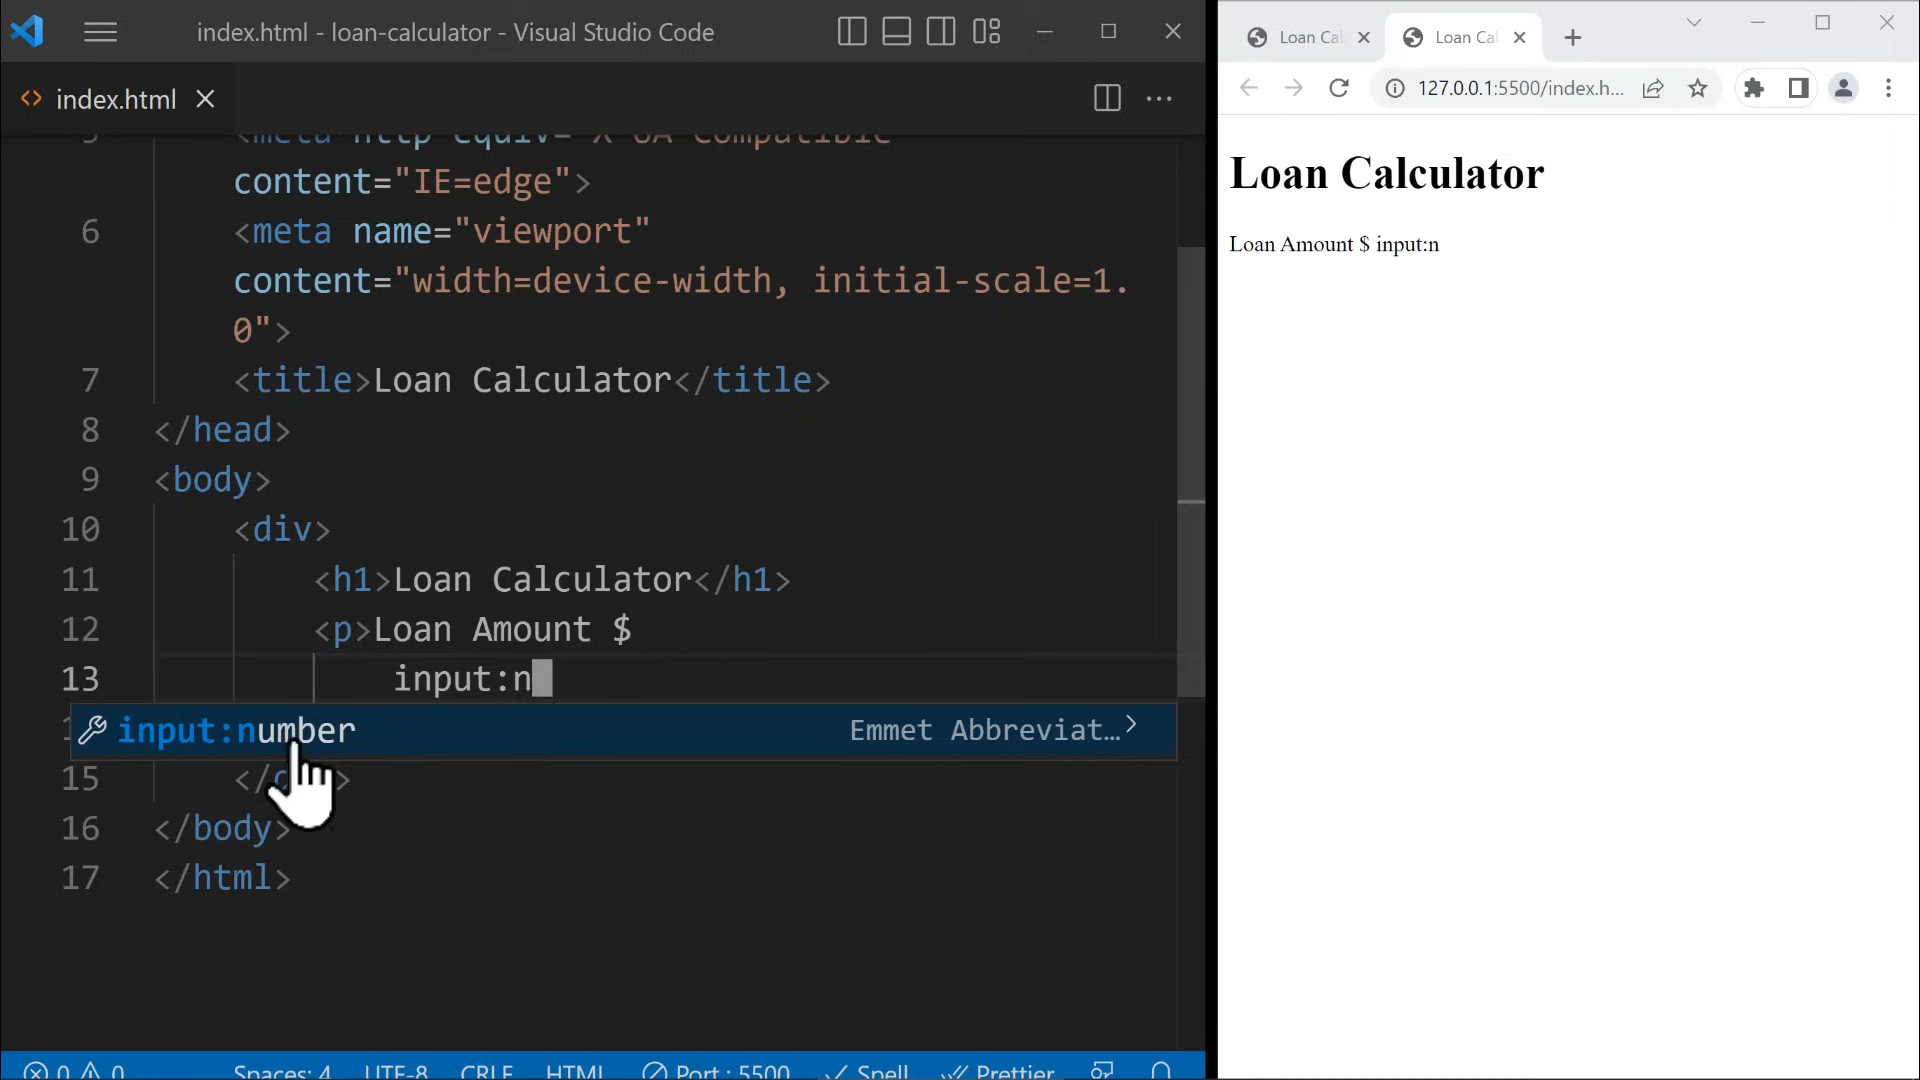 index.html - loan-calculator - Visual Studio Code
index.html
content="IE=edge">
6 <meta name="viewport"
content="width=device-width, initial-scale=1.
0">
7 <title>Loan Calculator</title>
8 </head>
9 <body>
10 <div>
11 <h1>Loan Calculator</h1>
12 <p>Loan Amount $
13 input:n
input:number Emmet Abbreviat…
15
16 </body>
17 </html>
0 0 Spaces: 4 UTF-8 CRLF HTML Port : 5500 Spell Prettier
Loan Ca Loan Cal
127.0.0.1:5500/index.h...
Loan Calculator
Loan Amount $ input:n